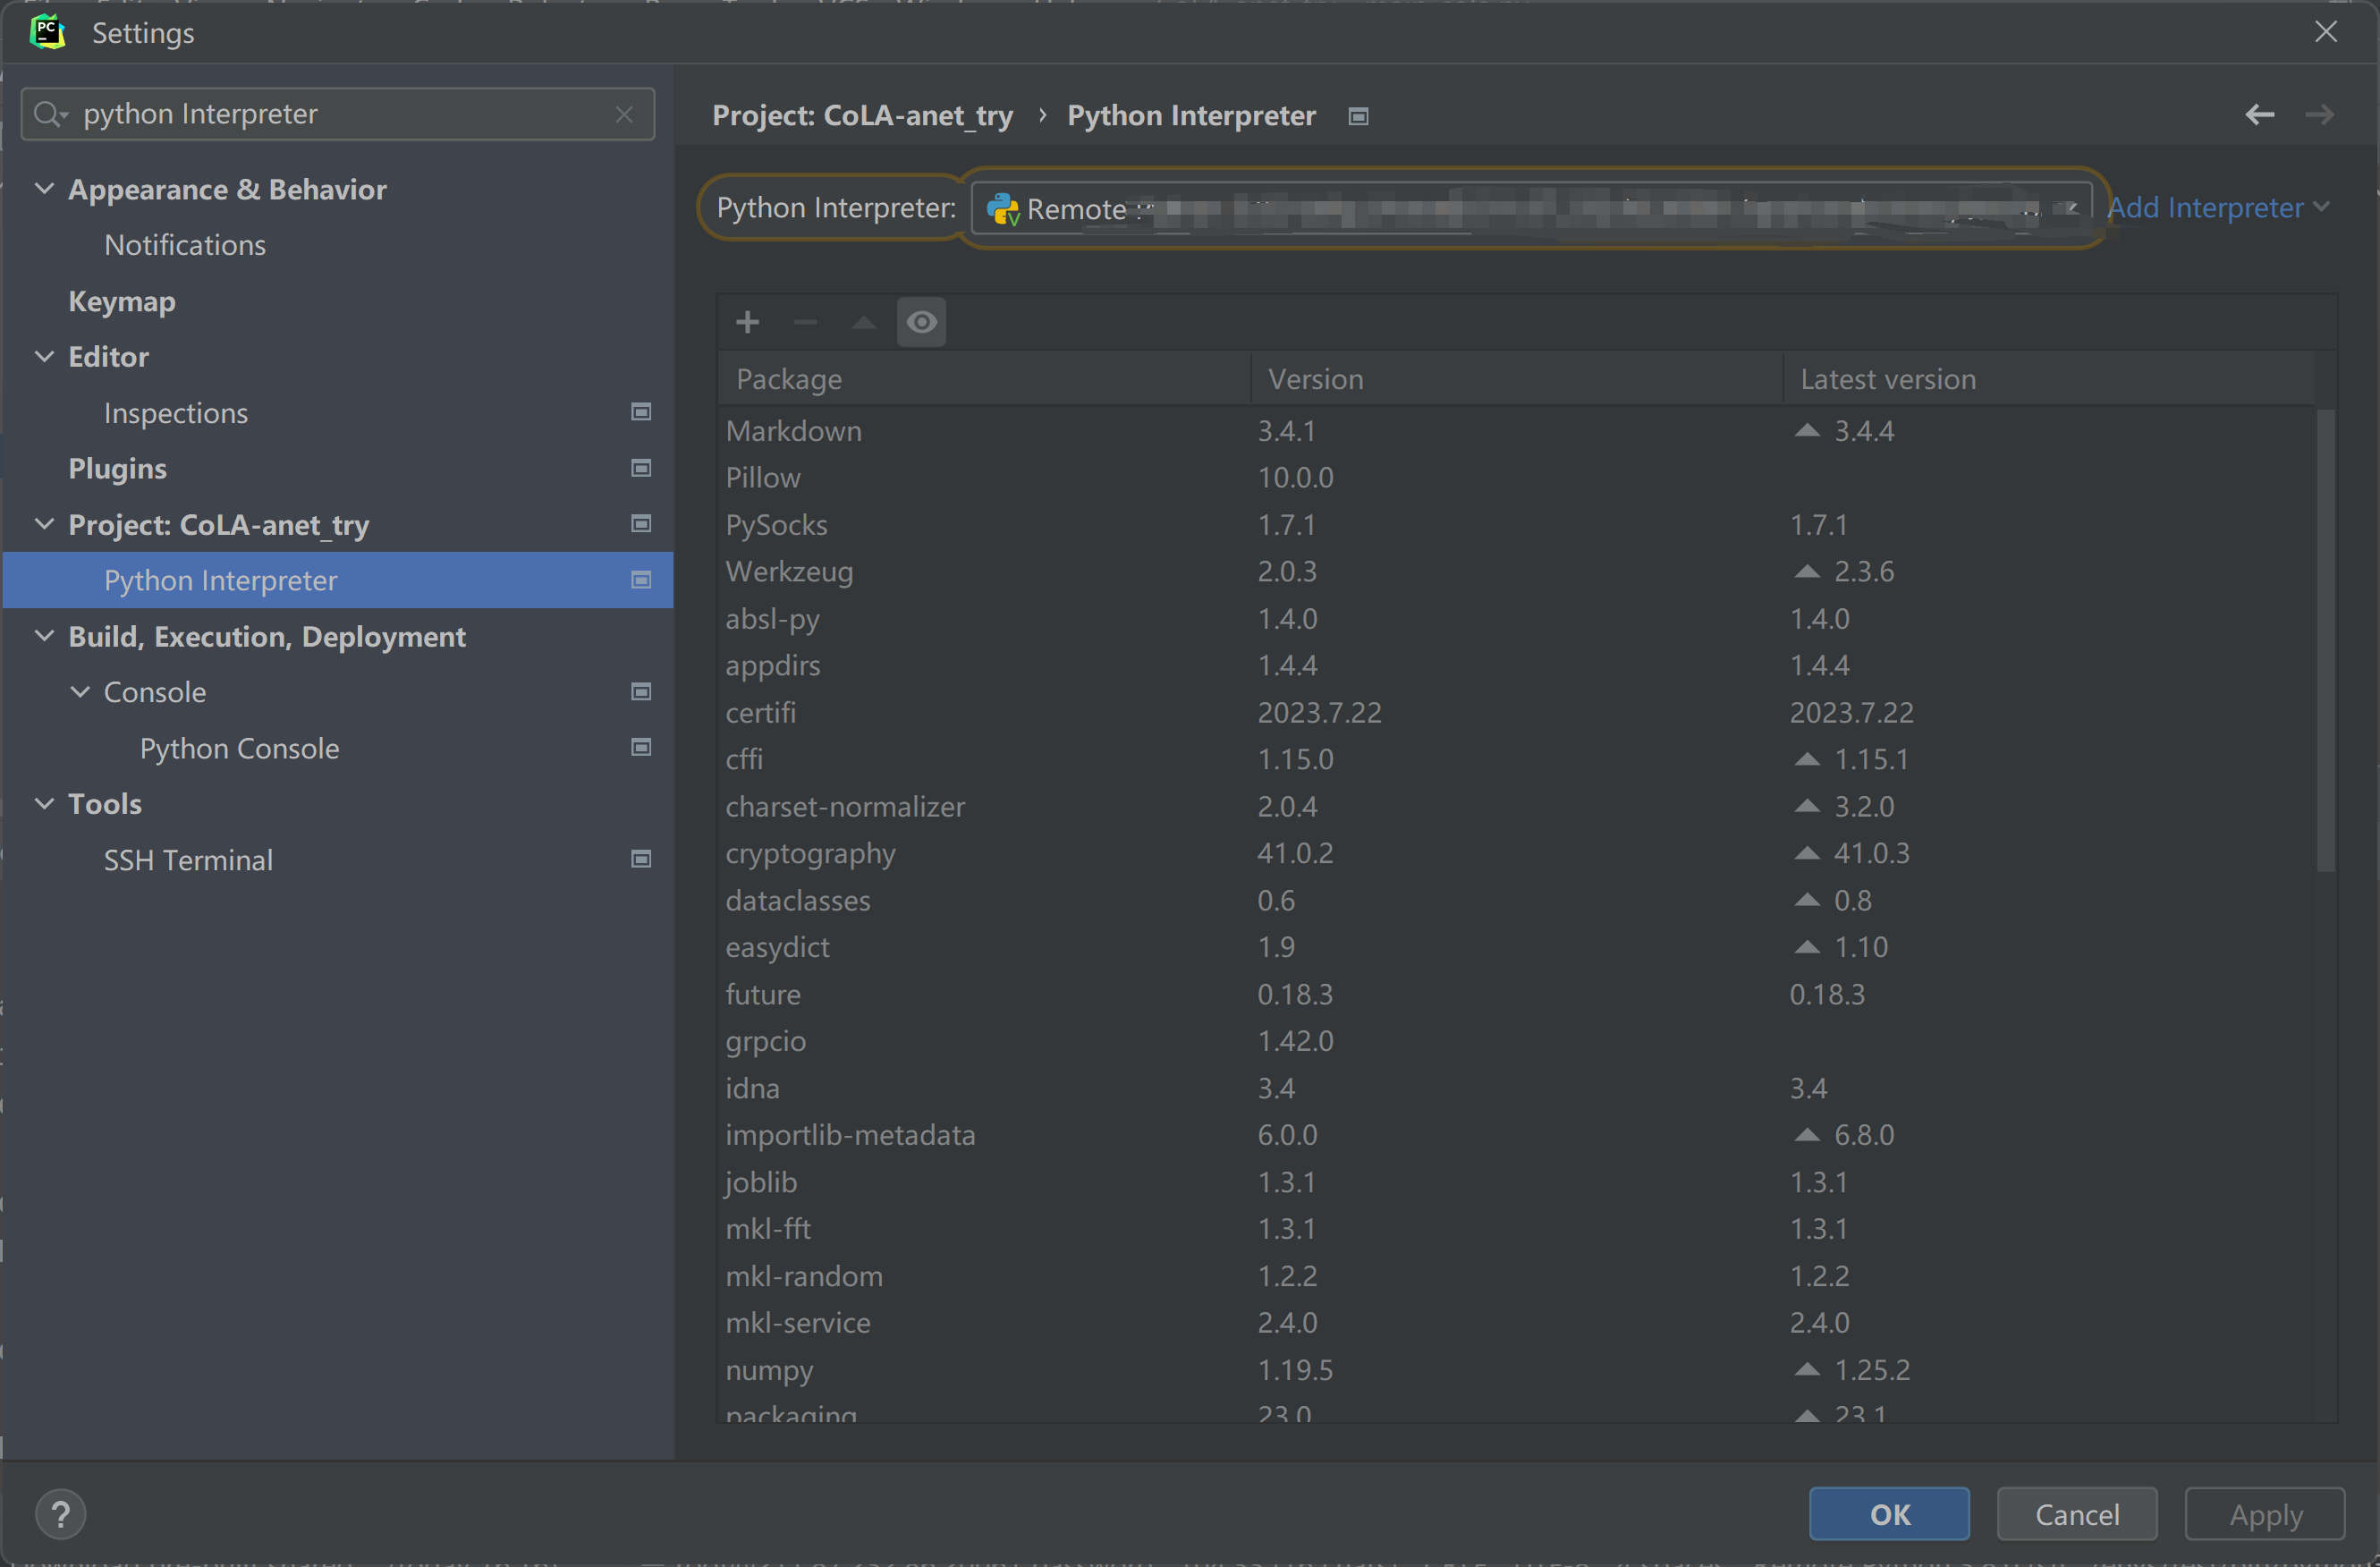 Settings
python Interpreter
Appearance & Behavior
Notifications
Keymap
Editor
Inspections
Plugins
Project: CoLA-anet_try
Python Interpreter
Build, Execution, Deployment
Console
Python Console
Tools
SSH Terminal
Project: CoLA-anet_try › Python Interpreter
Python Interpreter: Remote
Add Interpreter
Package Version Latest version
Markdown 3.4.1 3.4.4
Pillow 10.0.0
PySocks 1.7.1 1.7.1
Werkzeug 2.0.3 2.3.6
absl-py 1.4.0 1.4.0
appdirs 1.4.4 1.4.4
certifi 2023.7.22 2023.7.22
cffi 1.15.0 1.15.1
charset-normalizer 2.0.4 3.2.0
cryptography 41.0.2 41.0.3
dataclasses 0.6 0.8
easydict 1.9 1.10
future 0.18.3 0.18.3
grpcio 1.42.0
idna 3.4 3.4
importlib-metadata 6.0.0 6.8.0
joblib 1.3.1 1.3.1
mkl-fft 1.3.1 1.3.1
mkl-random 1.2.2 1.2.2
mkl-service 2.4.0 2.4.0
numpy 1.19.5 1.25.2
packaging 23.0 23.1
?
OK Cancel Apply